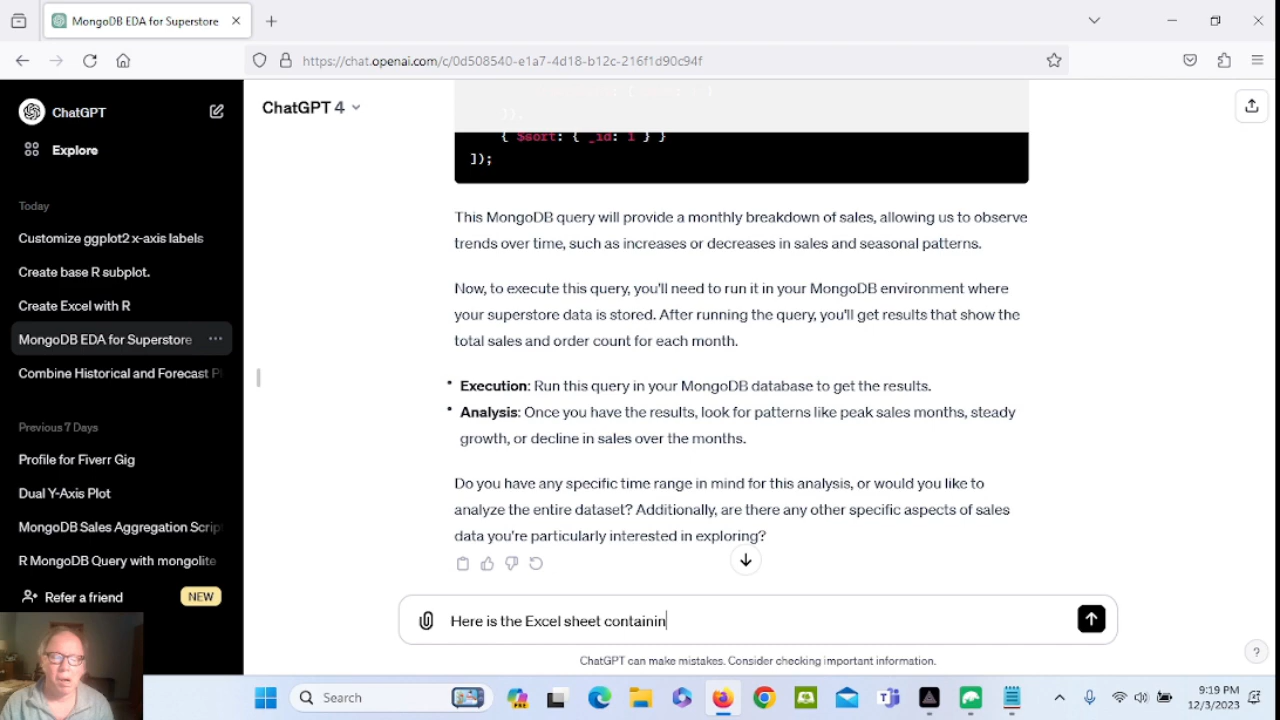 MongoDB EDA for Superstore
https://chat.openai.com/c/0d508540-e1a7-4d18-b12c-216f1d90c94f
ChatGPT
Explore
Today
Customize ggplot2 x-axis labels
Create base R subplot.
Create Excel with R
MongoDB EDA for Superstore
Combine Historical and Forecast P
Previous 7 Days
Profile for Fiverr Gig
Dual Y-Axis Plot
MongoDB Sales Aggregation Scrip
R MongoDB Query with mongolite
Refer a friend NEW
ChatGPT 4
}},
{ $sort: { _id: 1 } }
]);
This MongoDB query will provide a monthly breakdown of sales, allowing us to observe
trends over time, such as increases or decreases in sales and seasonal patterns.
Now, to execute this query, you'll need to run it in your MongoDB environment where
your superstore data is stored. After running the query, you'll get results that show the
total sales and order count for each month.
• Execution: Run this query in your MongoDB database to get the results.
• Analysis: Once you have the results, look for patterns like peak sales months, steady
growth, or decline in sales over the months.
Do you have any specific time range in mind for this analysis, or would you like to
analyze the entire dataset? Additionally, are there any other specific aspects of sales
data you're particularly interested in exploring?
Here is the Excel sheet containin
ChatGPT can make mistakes. Consider checking important information.
?
Search
9:19 PM
12/3/2023